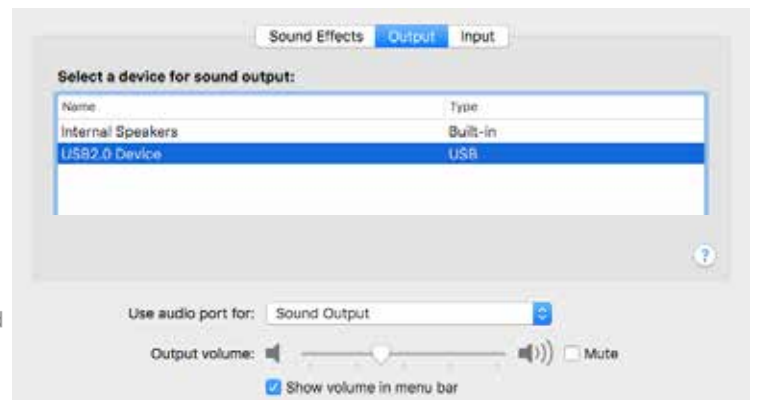 Sound Effects Output Input
Select a device for sound output:
Name Type
Internal Speakers Built-in
USB2.0 Device USB
?
Use audio port for: Sound Output
Output volume: Mute
Show volume in menu bar